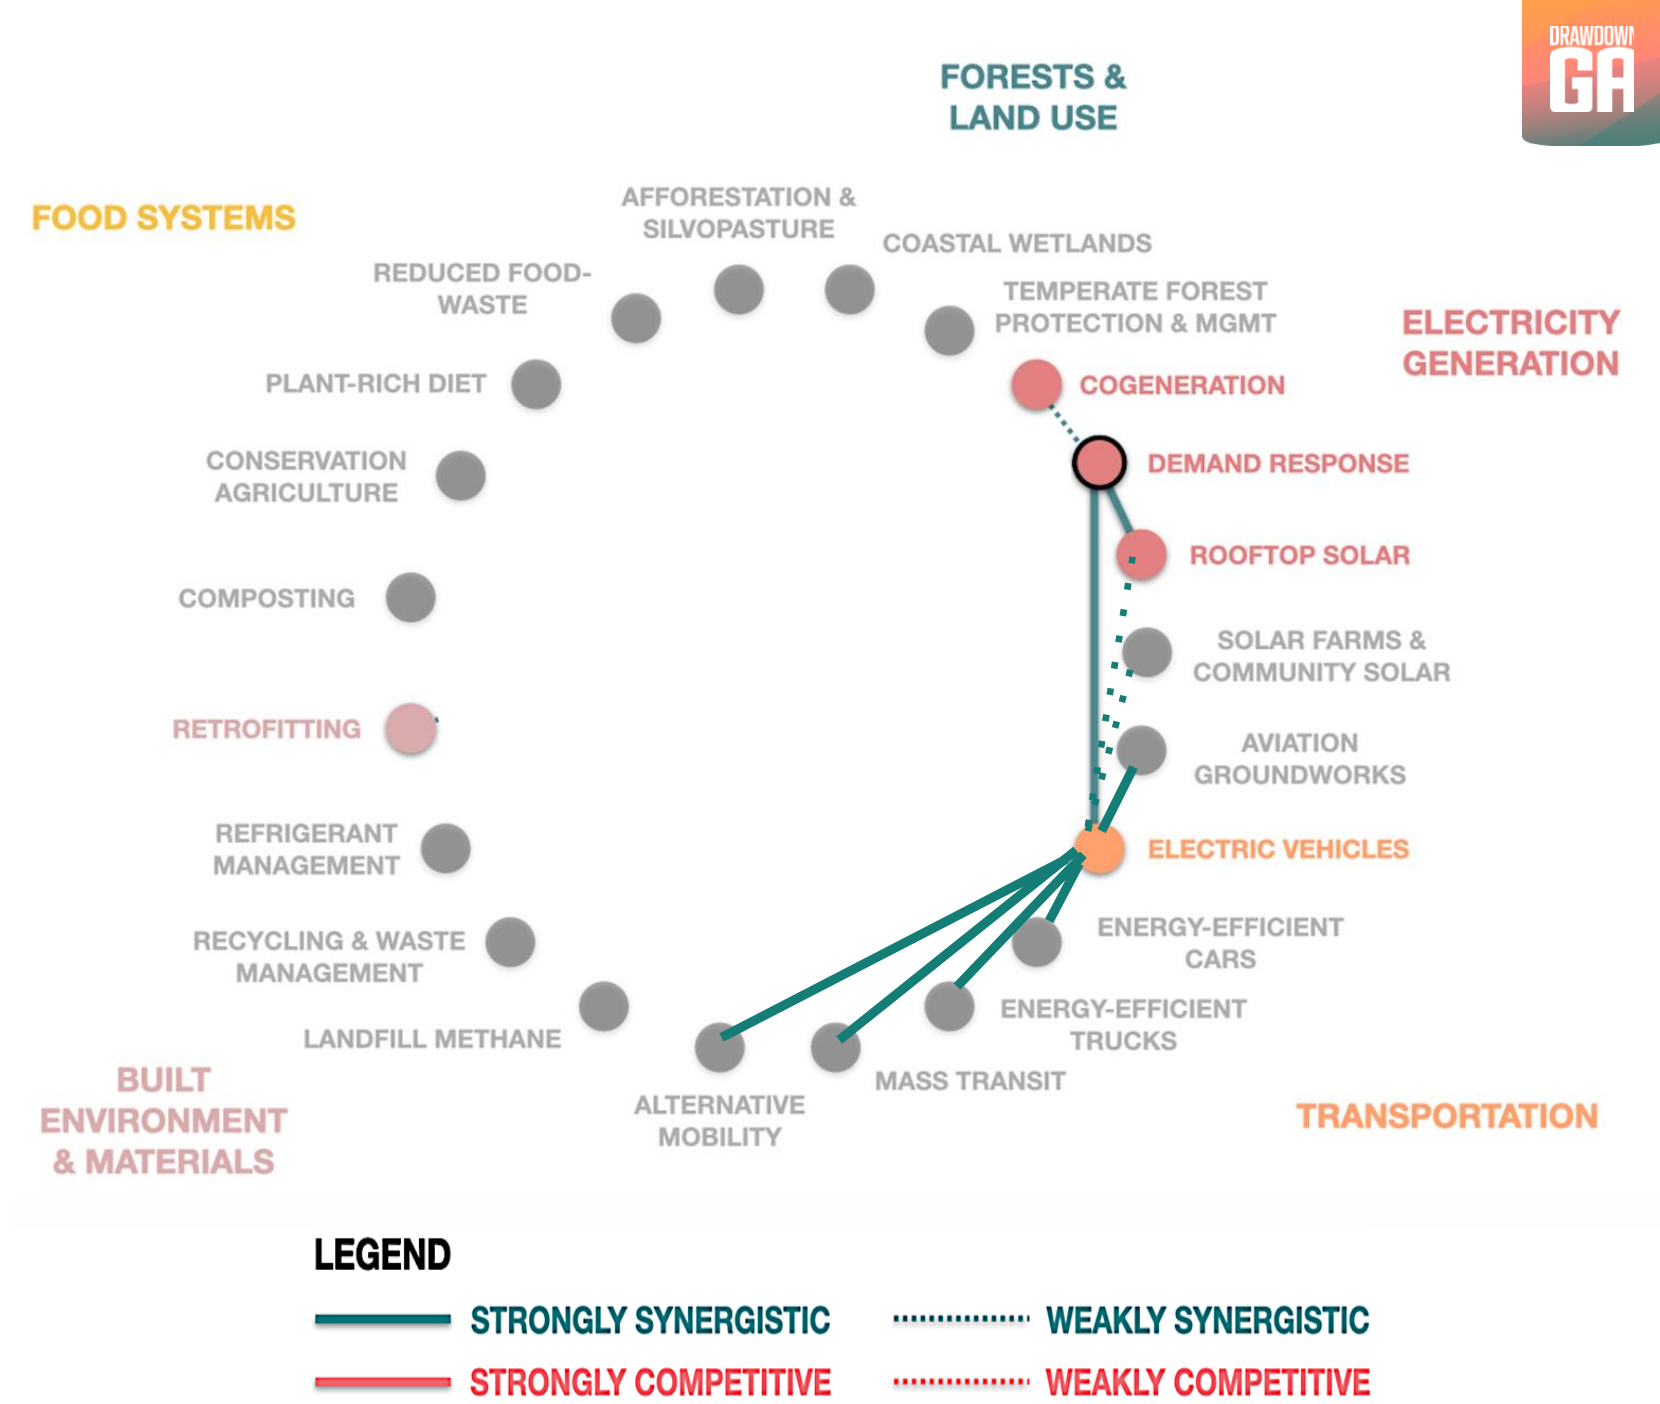 DRAWDOWN
GA
FORESTS &
LAND USE
FOOD SYSTEMS
AFFORESTATION &
SILVOPASTURE
COASTAL WETLANDS
REDUCED FOOD-
WASTE
TEMPERATE FOREST
PROTECTION & MGMT
ELECTRICITY
GENERATION
PLANT-RICH DIET
COGENERATION
CONSERVATION
AGRICULTURE
DEMAND RESPONSE
ROOFTOP SOLAR
COMPOSTING
SOLAR FARMS &
COMMUNITY SOLAR
RETROFITTING
AVIATION
GROUNDWORKS
REFRIGERANT
MANAGEMENT
ELECTRIC VEHICLES
RECYCLING & WASTE
MANAGEMENT
ENERGY-EFFICIENT
CARS
LANDFILL METHANE
ENERGY-EFFICIENT
TRUCKS
MASS TRANSIT
ALTERNATIVE
MOBILITY
BUILT
ENVIRONMENT
& MATERIALS
TRANSPORTATION
LEGEND
STRONGLY SYNERGISTIC
WEAKLY SYNERGISTIC
STRONGLY COMPETITIVE
WEAKLY COMPETITIVE